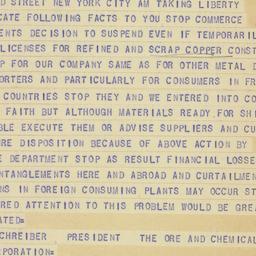 D STREET NEW YORK CITY AM TAKING LIBERTY
CATE FOLLOWING FACTS TO YOU STOP COMMERCE
ENTS DECISION TO SUSPEND EVEN IF TEMPORARIL
LICENSES FOR REFINED AND SCRAP COPPER CONST
P FOR OUR COMPANY SAME AS FOR OTHER METAL D
ORTERS AND PARTICULARLY FOR CONSUMERS IN FR
COUNTRIES STOP THEY AND WE ENTERED INTO CO
FAITH BUT ALTHOUGH MATERIALS READY FOR SHI
BLE EXECUTE THEM OR ADVISE SUPPLIERS AND CU
RE DISPOSITION BECAUSE OF ABOVE ACTION BY
E DEPARTMENT STOP AS RESULT FINANCIAL LOSSE
NTANGLEMENTS HERE AND ABROAD AND CURTAILMEN
NS IN FOREIGN CONSUMING PLANTS MAY OCCUR ST
RED ATTENTION TO THIS PROBLEM WOULD BE GREA
ATED=
CHREIBER PRESIDENT THE ORE AND CHEMICAL
RPORATION=